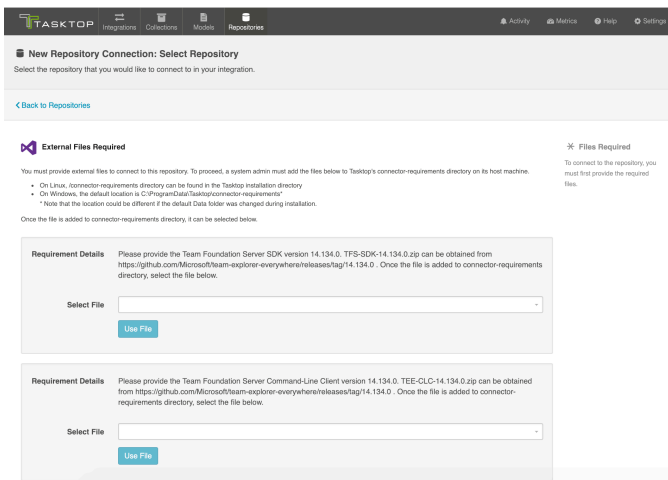 TASKTOP
Integrations
Collections
Models
Repositories
Activity
Metrics
Help
Settings
New Repository Connection: Select Repository
Select the repository that you would like to connect to in your integration.
Back to Repositories
External Files Required
You must provide external files to connect to this repository. To proceed, a system admin must add the files below to Tasktop's connector-requirements directory on its host machine.
• On Linux, /connector-requirements directory can be found in the Tasktop installation directory
• On Windows, the default location is C:\ProgramData\Tasktop\connector-requirements*
* Note that the location could be different if the default Data folder was changed during installation.
Once the file is added to connector-requirements directory, it can be selected below.
Files Required
To connect to the repository, you
must first provide the required
files.
Requirement Details
Please provide the Team Foundation Server SDK version 14.134.0. TFS-SDK-14.134.0.zip can be obtained from
https://github.com/Microsoft/team-explorer-everywhere/releases/tag/14.134.0 . Once the file is added to connector-requirements
directory, select the file below.
Select File
Use File
Requirement Details
Please provide the Team Foundation Server Command-Line Client version 14.134.0. TEE-CLC-14.134.0.zip can be obtained
from https://github.com/Microsoft/team-explorer-everywhere/releases/tag/14.134.0 . Once the file is added to connector-
requirements directory, select the file below.
Select File
Use File